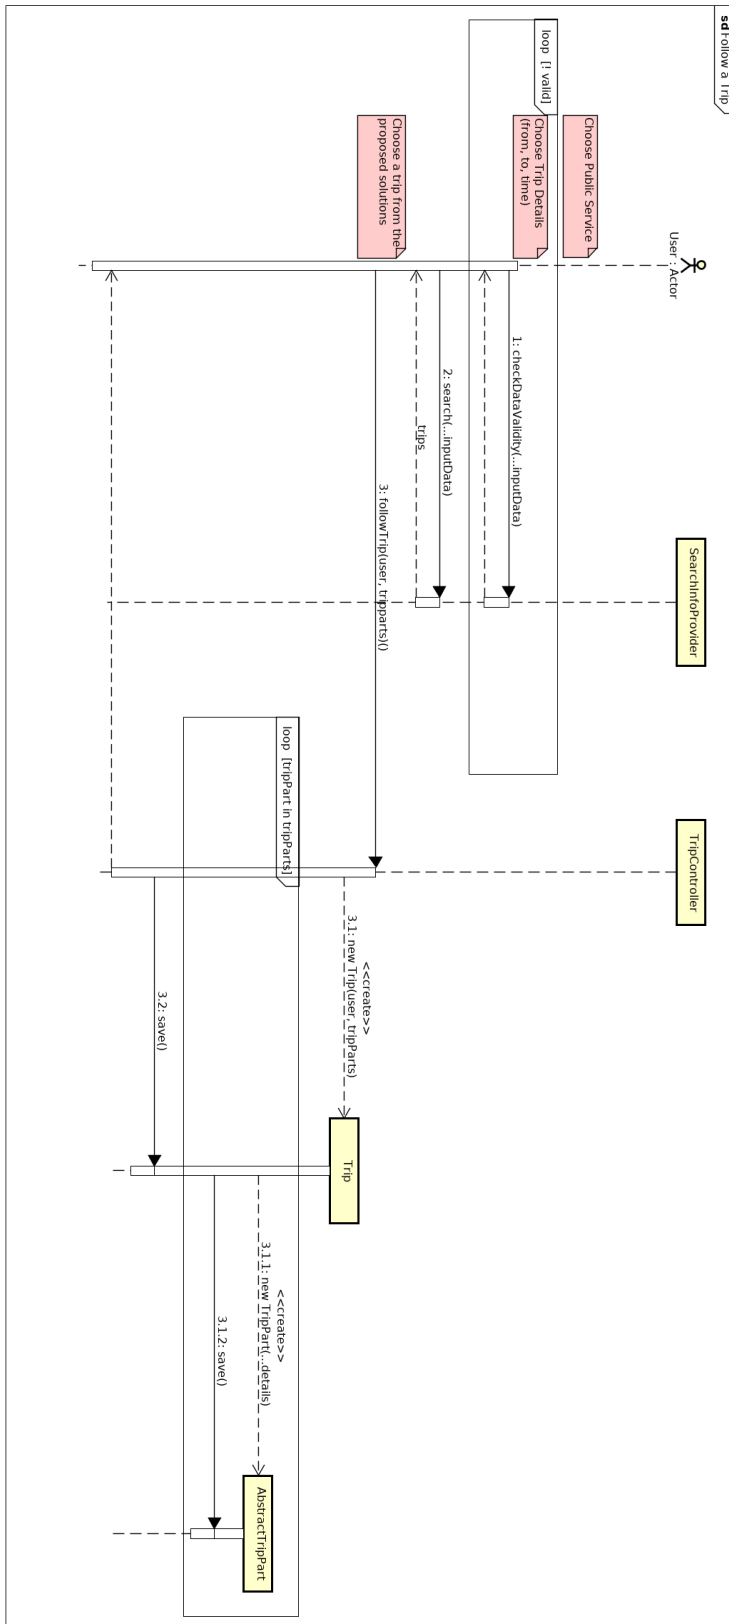 sd Follow a Trip
User : Actor
SearchInfoProvider
TripController
Choose Public Service
loop [! valid]
Choose Trip Details
(from, to, time)
1: checkDataValidity(...inputData)
2: search(...inputData)
trips
Choose a trip from the
proposed solutions
3: followTrip(user, tripparts)()
<<create>>
3.1: new Trip(user, tripParts)
Trip
loop [tripPart in tripParts]
<<create>>
3.1.1: new TripPart(...details)
AbstractTripPart
3.1.2: save()
3.2: save()